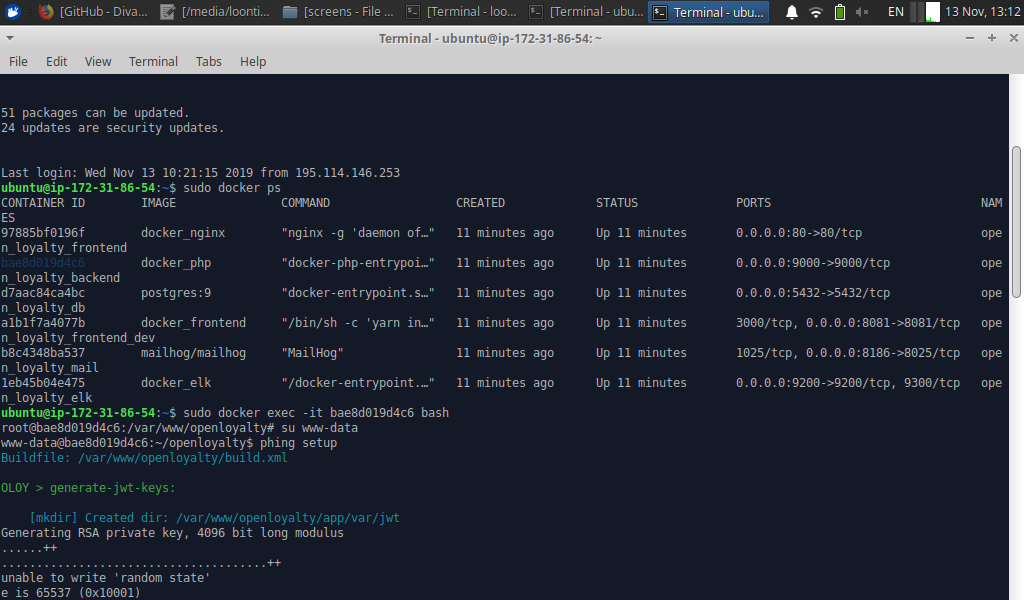 [GitHub - Diva... [/media/loonti... [screens - File ... [Terminal - loo... [Terminal - ubu... Terminal - ubu... EN 13 Nov, 13:12
Terminal - ubuntu@ip-172-31-86-54: ~
File Edit View Terminal Tabs Help
51 packages can be updated.
24 updates are security updates.
Last login: Wed Nov 13 10:21:15 2019 from 195.114.146.253
ubuntu@ip-172-31-86-54:~$ sudo docker ps
CONTAINER ID IMAGE COMMAND CREATED STATUS PORTS NAM
ES
97885bf0196f docker_nginx "nginx -g 'daemon of…" 11 minutes ago Up 11 minutes 0.0.0.0:80->80/tcp ope
n_loyalty_frontend
bae8d019d4c6 docker_php "docker-php-entrypoi…" 11 minutes ago Up 11 minutes 0.0.0.0:9000->9000/tcp ope
n_loyalty_backend
d7aac84ca4bc postgres:9 "docker-entrypoint.s…" 11 minutes ago Up 11 minutes 0.0.0.0:5432->5432/tcp ope
n_loyalty_db
a1b1f7a4077b docker_frontend "/bin/sh -c 'yarn in…" 11 minutes ago Up 11 minutes 3000/tcp, 0.0.0.0:8081->8081/tcp ope
n_loyalty_frontend_dev
b8c4348ba537 mailhog/mailhog "MailHog" 11 minutes ago Up 11 minutes 1025/tcp, 0.0.0.0:8186->8025/tcp ope
n_loyalty_mail
1eb45b04e475 docker_elk "/docker-entrypoint.…" 11 minutes ago Up 11 minutes 0.0.0.0:9200->9200/tcp, 9300/tcp ope
n_loyalty_elk
ubuntu@ip-172-31-86-54:~$ sudo docker exec -it bae8d019d4c6 bash
root@bae8d019d4c6:/var/www/openloyalty# su www-data
www-data@bae8d019d4c6:~/openloyalty$ phing setup
Buildfile: /var/www/openloyalty/build.xml
OLOY > generate-jwt-keys:
[mkdir] Created dir: /var/www/openloyalty/app/var/jwt
Generating RSA private key, 4096 bit long modulus
......++
......................................++
unable to write 'random state'
e is 65537 (0x10001)